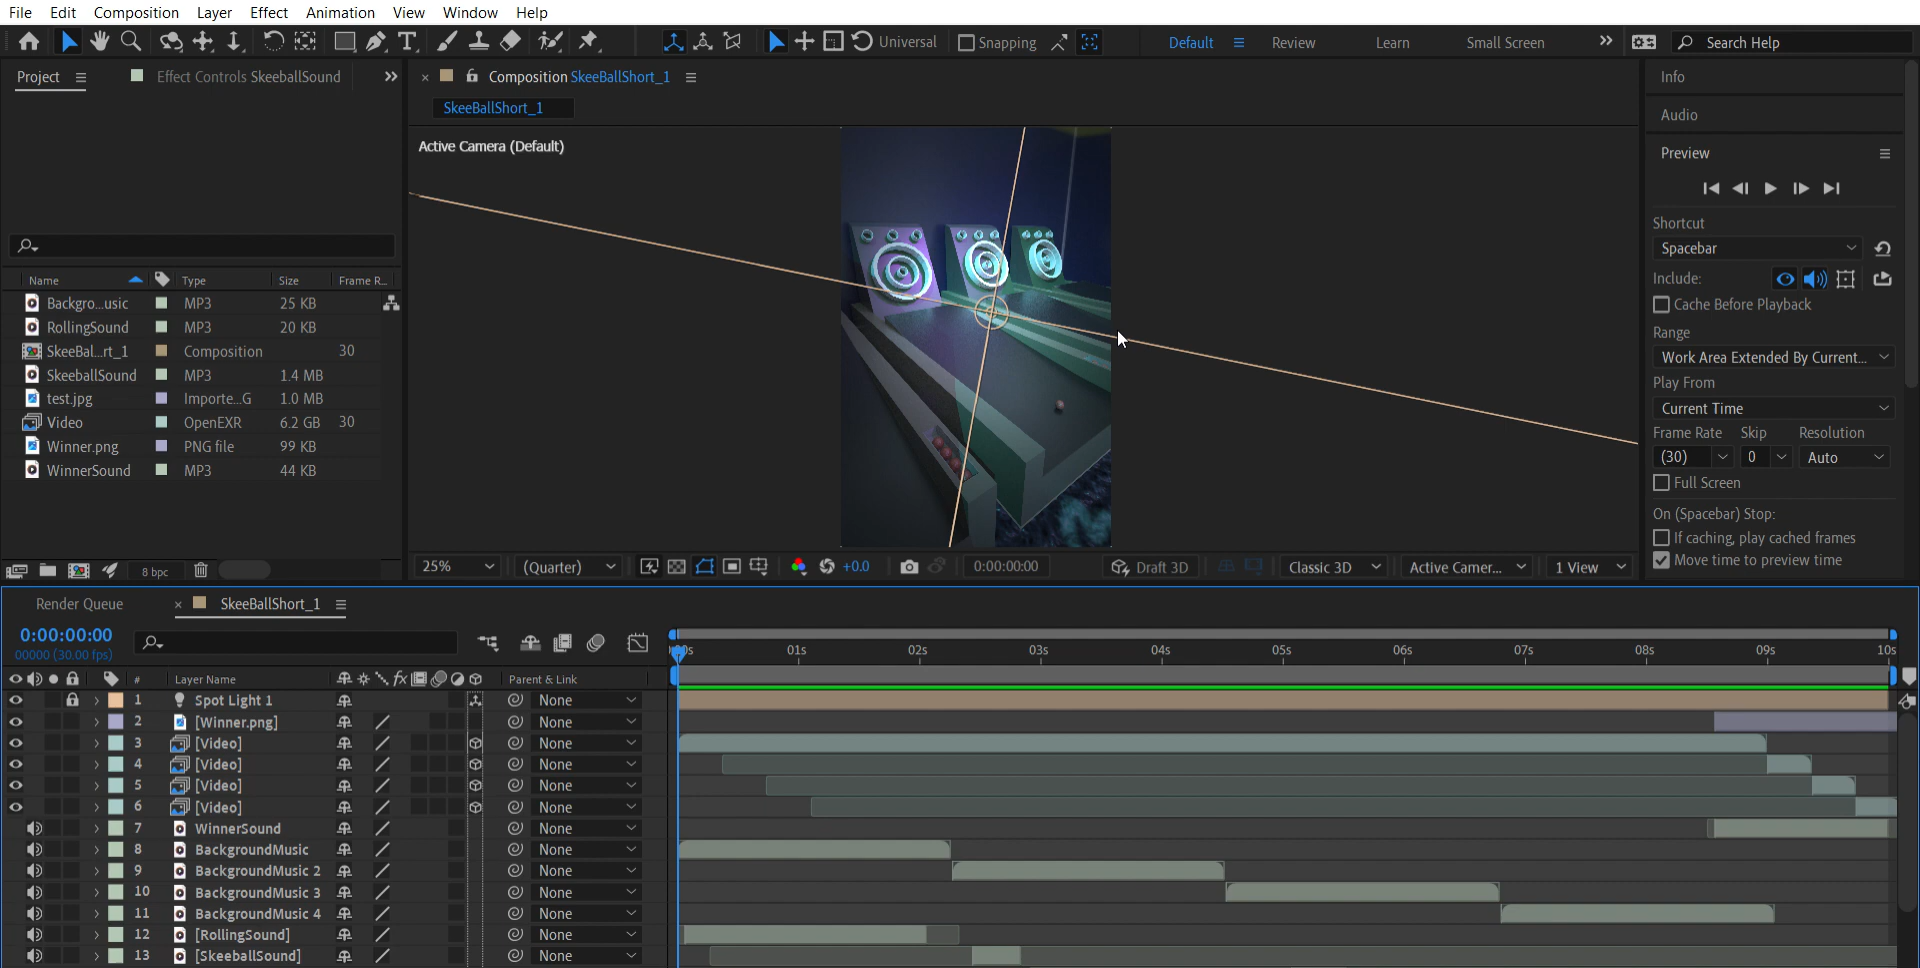 File Edit Composition Layer Effect Animation View Window Help
Universal Snapping Default Review Learn Small Screen Search Help
Project Effect Controls SkeeballSound
Composition SkeeBallShort_1
SkeeBallShort_1
Active Camera (Default)
Name Type Size Frame R...
Backgro...usic MP3 25 KB
RollingSound MP3 20 KB
SkeeBal...rt_1 Composition 30
SkeeballSound MP3 1.4 MB
test.jpg Importe...G 1.0 MB
Video OpenEXR 6.2 GB 30
Winner.png PNG file 99 KB
WinnerSound MP3 44 KB
8 bpc
25% (Quarter) +0.0 0:00:00:00 Draft 3D Classic 3D Active Camer... 1 View
Info
Audio
Preview
Shortcut
Spacebar
Include:
Cache Before Playback
Range
Work Area Extended By Current...
Play From
Current Time
Frame Rate Skip Resolution
(30) 0 Auto
Full Screen
On (Spacebar) Stop:
If caching, play cached frames
Move time to preview time
Render Queue SkeeBallShort_1
0:00:00:00
00000 (30.00 fps)
01s 02s 03s 04s 05s 06s 07s 08s 09s 10s
# Layer Name fx Parent & Link
1 Spot Light 1 None
2 [Winner.png] None
3 [Video] None
4 [Video] None
5 [Video] None
6 [Video] None
7 WinnerSound None
8 BackgroundMusic None
9 BackgroundMusic 2 None
10 BackgroundMusic 3 None
11 BackgroundMusic 4 None
12 [RollingSound] None
13 [SkeeballSound] None